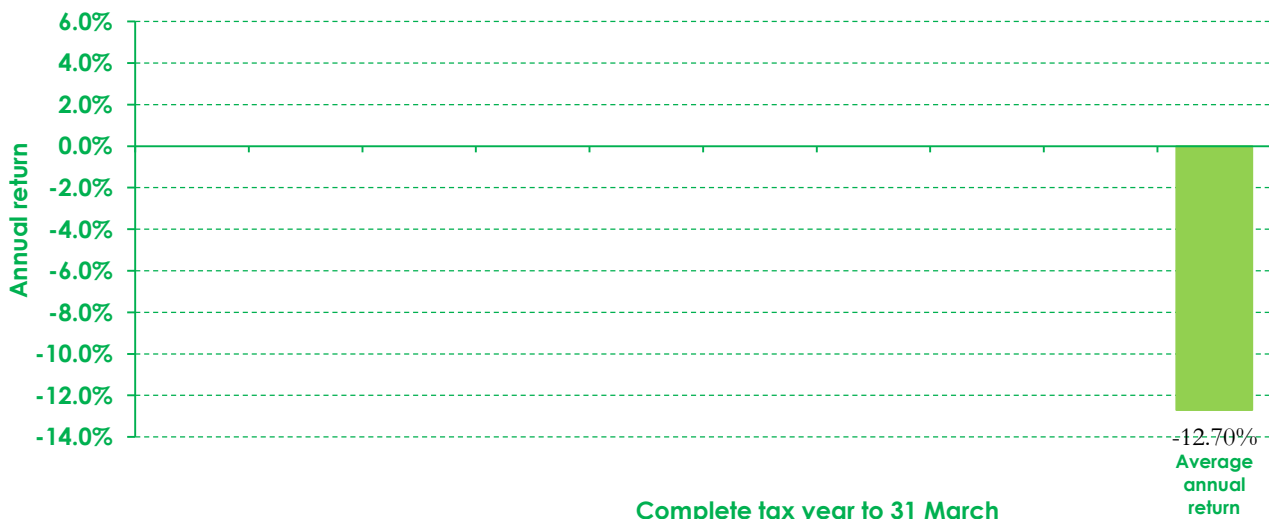 6.0%
4.0%
2.0%
0.0%
-2.0%
-4.0%
-6.0%
-8.0%
-10.0%
-12.0%
-14.0%
Annual return
-12.70%
Average
annual
return
Complete tax year to 31 March